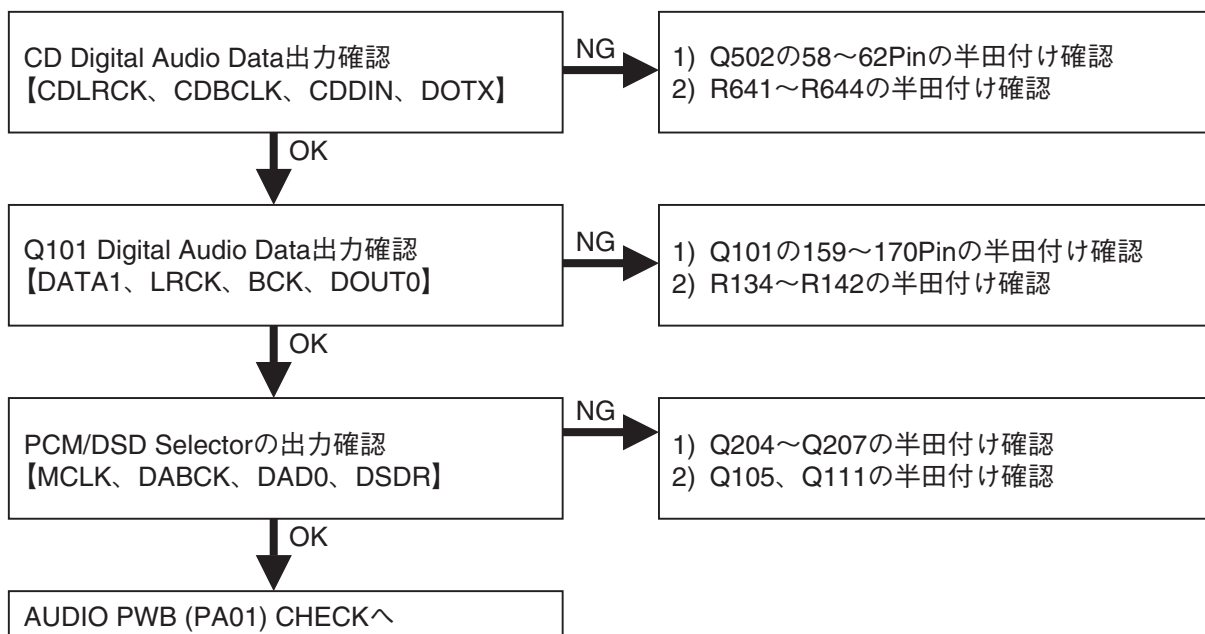 CD Digital Audio Data出力確認
【CDLRCK、CDBCLK、CDDIN、DOTX】
NG
1) Q502の58～62Pinの半田付け確認
2) R641～R644の半田付け確認
OK
Q101 Digital Audio Data出力確認
【DATA1、LRCK、BCK、DOUT0】
NG
1) Q101の159～170Pinの半田付け確認
2) R134～R142の半田付け確認
OK
PCM/DSD Selectorの出力確認
【MCLK、DABCK、DAD0、DSDR】
NG
1) Q204～Q207の半田付け確認
2) Q105、Q111の半田付け確認
OK
AUDIO PWB (PA01) CHECKへ